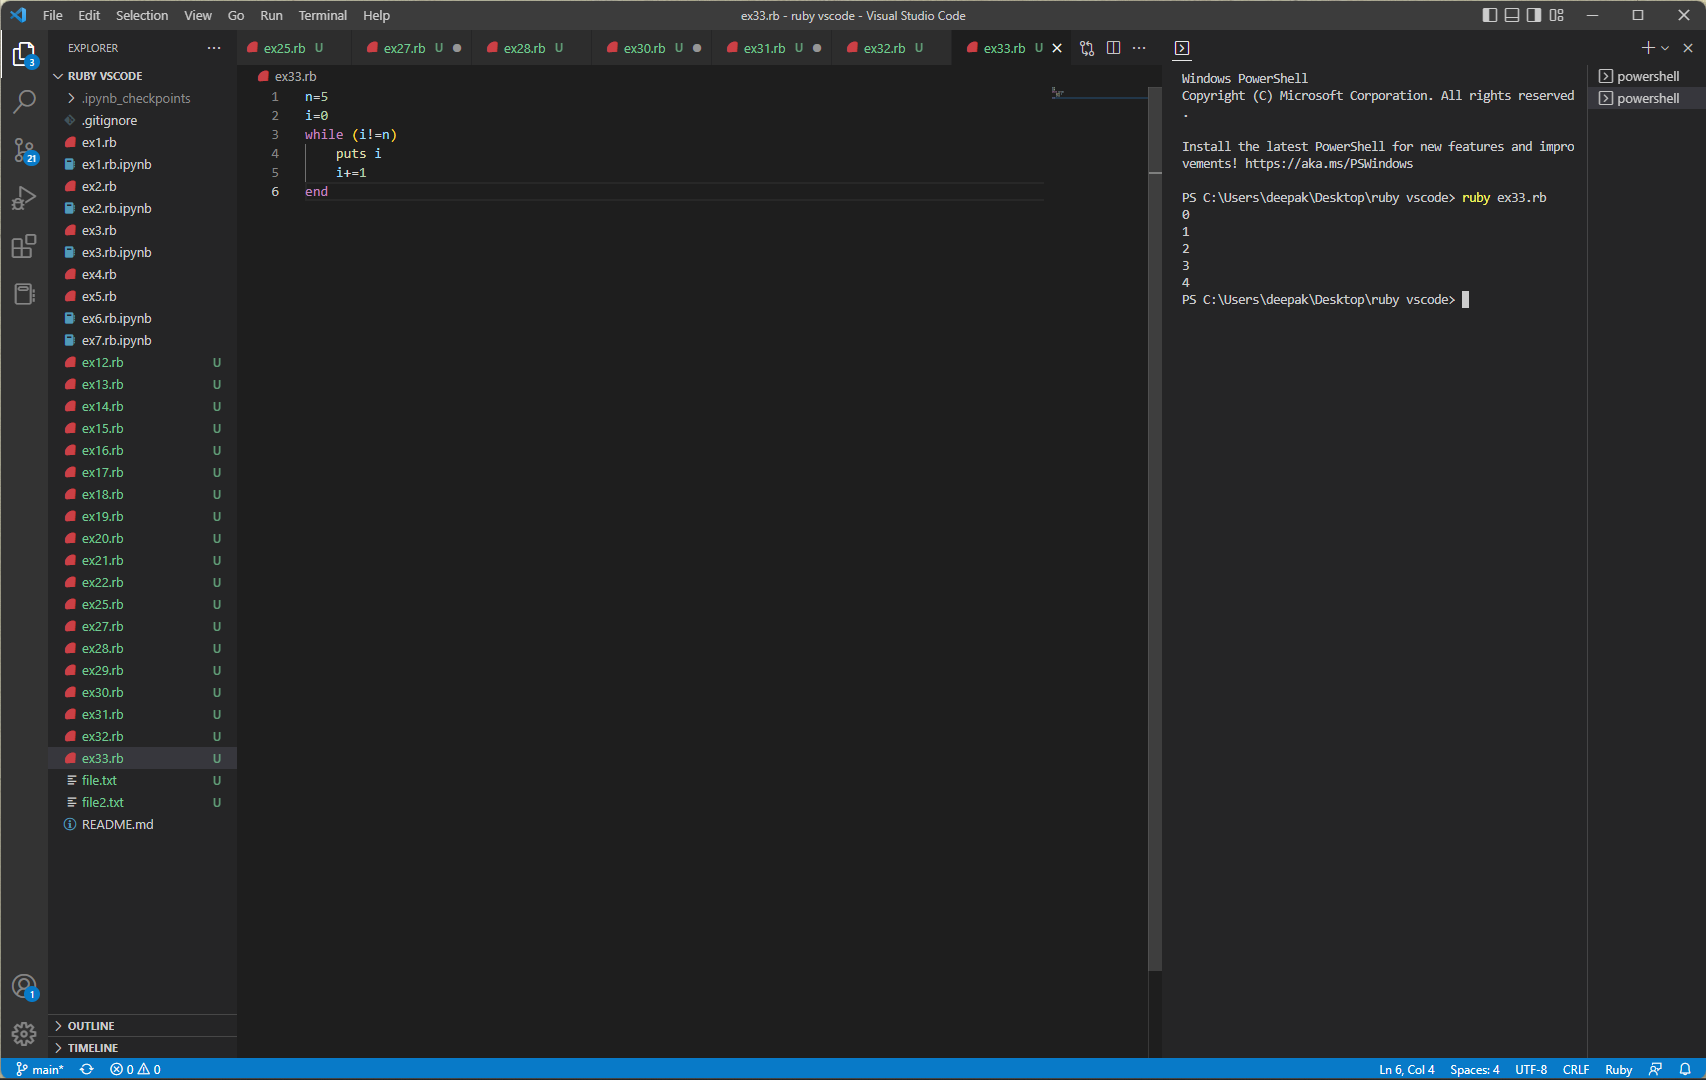 File Edit Selection View Go Run Terminal Help
ex33.rb - ruby vscode - Visual Studio Code
EXPLORER
RUBY VSCODE
.ipynb_checkpoints
.gitignore
ex1.rb
ex1.rb.ipynb
ex2.rb
ex2.rb.ipynb
ex3.rb
ex3.rb.ipynb
ex4.rb
ex5.rb
ex6.rb.ipynb
ex7.rb.ipynb
ex12.rb U
ex13.rb U
ex14.rb U
ex15.rb U
ex16.rb U
ex17.rb U
ex18.rb U
ex19.rb U
ex20.rb U
ex21.rb U
ex22.rb U
ex25.rb U
ex27.rb U
ex28.rb U
ex29.rb U
ex30.rb U
ex31.rb U
ex32.rb U
ex33.rb U
file.txt U
file2.txt U
README.md
OUTLINE
TIMELINE
3
21
1
ex25.rb U ex27.rb U ex28.rb U ex30.rb U ex31.rb U ex32.rb U ex33.rb U
ex33.rb
1 n=5
2 i=0
3 while (i!=n)
4 puts i
5 i+=1
6 end
Windows PowerShell
Copyright (C) Microsoft Corporation. All rights reserved
.
Install the latest PowerShell for new features and impro
vements! https://aka.ms/PSWindows
PS C:\Users\deepak\Desktop\ruby vscode> ruby ex33.rb
0
1
2
3
4
PS C:\Users\deepak\Desktop\ruby vscode>
powershell
powershell
main* 0 0
Ln 6, Col 4 Spaces: 4 UTF-8 CRLF Ruby